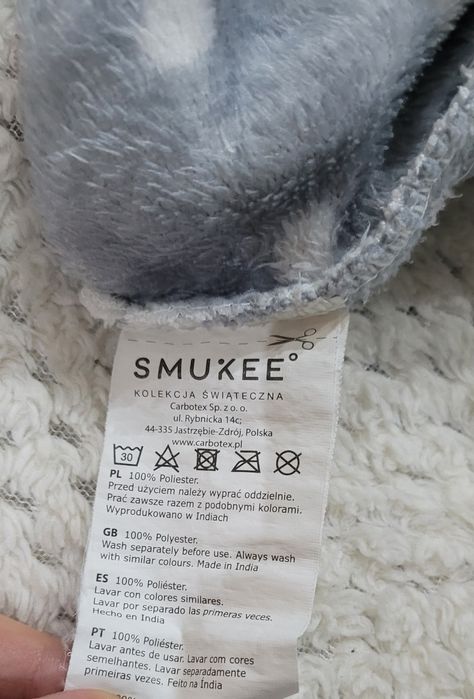 SMUKEE°
KOLEKCJA ŚWIĄTECZNA
Carbotex Sp. z o. o.
ul. Rybnicka 14c;
44-335 Jastrzębie-Zdrój, Polska
www.carbotex.pl
30
PL 100% Poliester.
Przed użyciem należy wyprać oddzielnie.
Prać zawsze razem z podobnymi kolorami.
Wyprodukowano w Indiach
GB 100% Polyester.
Wash separately before use. Always wash
with similar colours. Made in India
ES 100% Poliéster.
Lavar con colores similares.
Lavar por separado las primeras veces.
Hecho en India
PT 100% Poliéster.
Lavar antes de usar. Lavar com cores
semelhantes. Lavar separadamente
primeiras vezes. Feito na Índia